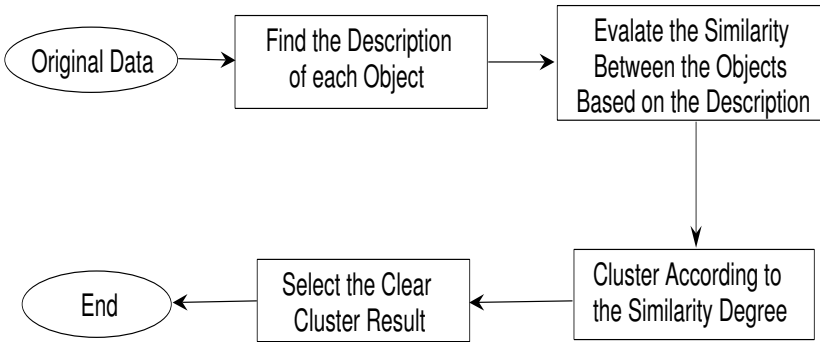 Original Data
Find the Description
of each Object
Evalate the Similarity
Between the Objects
Based on the Description
Cluster According to
the Similarity Degree
Select the Clear
Cluster Result
End